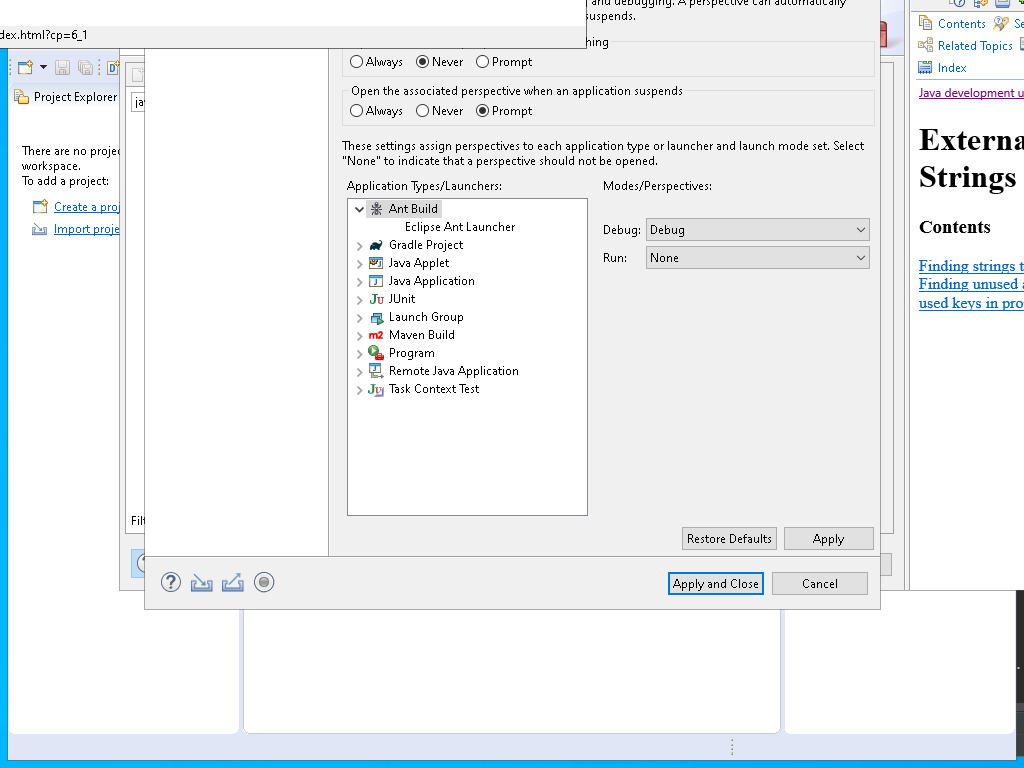 and debugging. A perspective can automatically
suspends.
dex.html?cp=6_1
hing
Always
Never
Prompt
Open the associated perspective when an application suspends
Always
Never
Prompt
These settings assign perspectives to each application type or launcher and launch mode set. Select
"None" to indicate that a perspective should not be opened.
Application Types/Launchers:
Modes/Perspectives:
Ant Build
Eclipse Ant Launcher
Gradle Project
Java Applet
Java Application
JUnit
Launch Group
Maven Build
Program
Remote Java Application
Task Context Test
Debug:
Debug
Run:
None
Restore Defaults
Apply
Apply and Close
Cancel
Project Explorer
There are no proje
workspace.
To add a project:
Create a proj
Import proje
ja
Filt
Contents
Se
Related Topics
Index
Java development u
Externa
Strings
Contents
Finding strings t
Finding unused a
used keys in pro